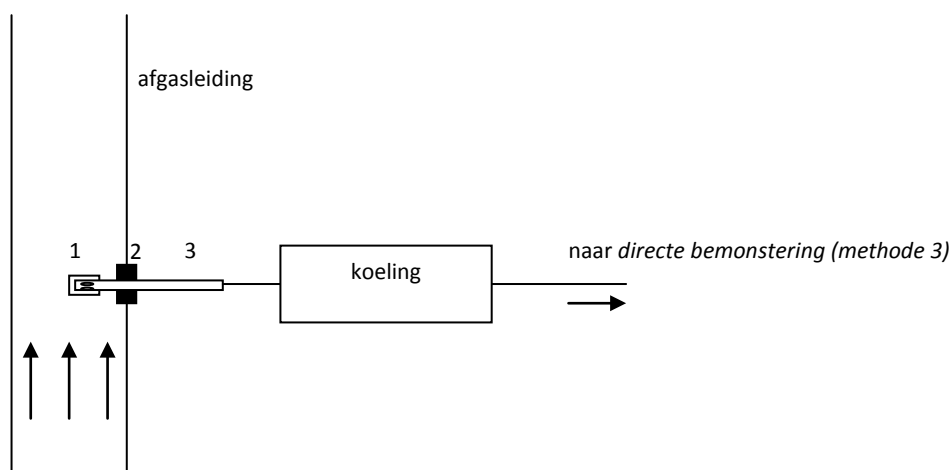 afgasleiding
1 2 3
koeling
naar directe bemonstering (methode 3)